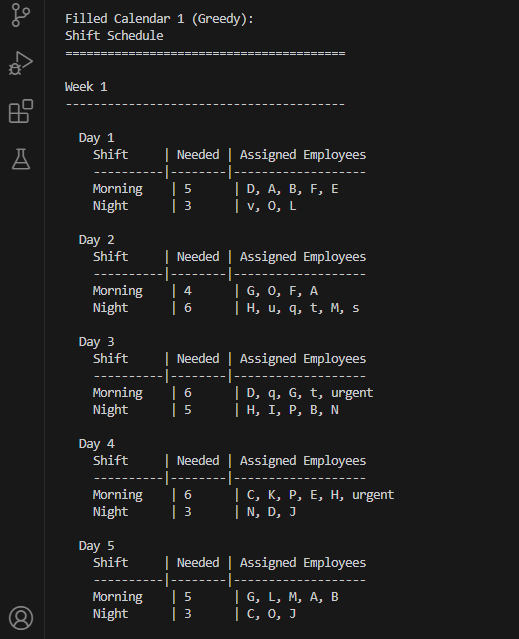 Filled Calendar 1 (Greedy):
Shift Schedule
========================================
Week 1
----------------------------------------
Day 1
Shift | Needed | Assigned Employees
----------|--------|-------------------
Morning | 5 | D, A, B, F, E
Night | 3 | v, O, L
Day 2
Shift | Needed | Assigned Employees
----------|--------|-------------------
Morning | 4 | G, O, F, A
Night | 6 | H, u, q, t, M, s
Day 3
Shift | Needed | Assigned Employees
----------|--------|-------------------
Morning | 6 | D, q, G, t, urgent
Night | 5 | H, I, P, B, N
Day 4
Shift | Needed | Assigned Employees
----------|--------|-------------------
Morning | 6 | C, K, P, E, H, urgent
Night | 3 | N, D, J
Day 5
Shift | Needed | Assigned Employees
----------|--------|-------------------
Morning | 5 | G, L, M, A, B
Night | 3 | C, O, J